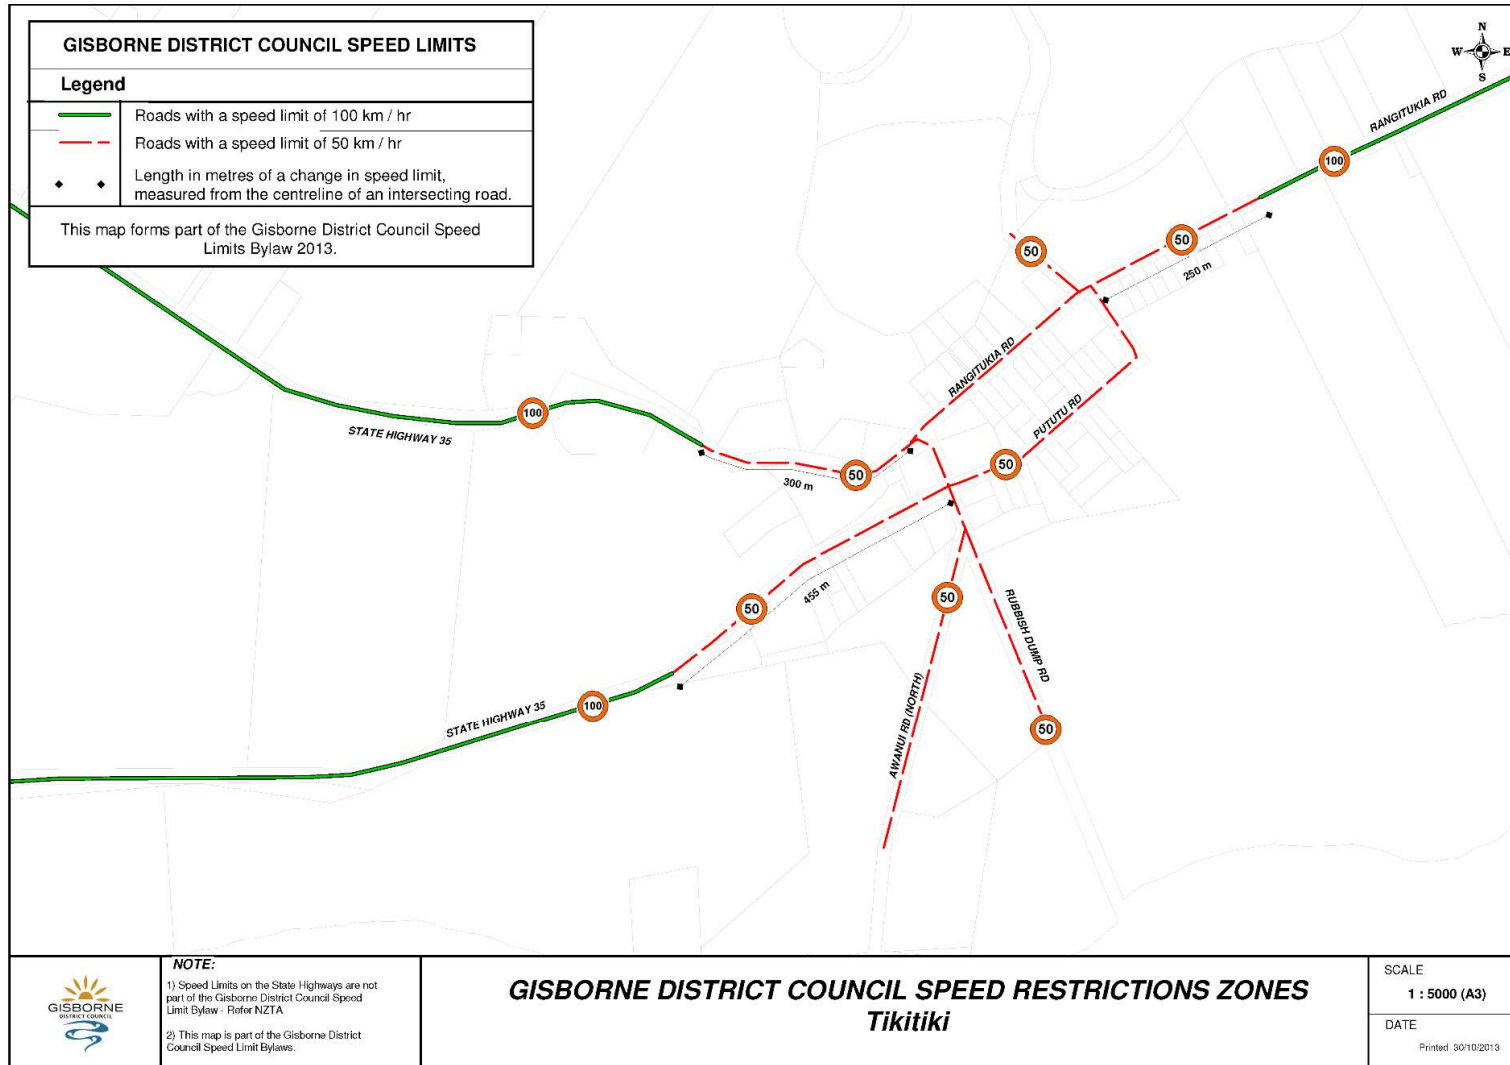 GISBORNE DISTRICT COUNCIL SPEED LIMITS
Legend
Roads with a speed limit of 100 km / hr
Roads with a speed limit of 50 km / hr
Length in metres of a change in speed limit,
measured from the centreline of an intersecting road.
This map forms part of the Gisborne District Council Speed
Limits Bylaw 2013.
N
W E
S
RANGITUKIA RD
100
50
50
250 m
RANGITUKIA RD
PUTUTU RD
100
STATE HIGHWAY 35
50
300 m
50
455 m
50
50
RUBBISH DUMP RD
AWANUI RD (NORTH)
STATE HIGHWAY 35
100
50
GISBORNE
DISTRICT COUNCIL
NOTE:
1) Speed Limits on the State Highways are not
part of the Gisborne District Council Speed
Limit Bylaw - Refer NZTA
2) This map is part of the Gisborne District
Council Speed Limit Bylaws.
GISBORNE DISTRICT COUNCIL SPEED RESTRICTIONS ZONES
Tikitiki
SCALE
1 : 5000 (A3)
DATE
Printed 30/10/2013